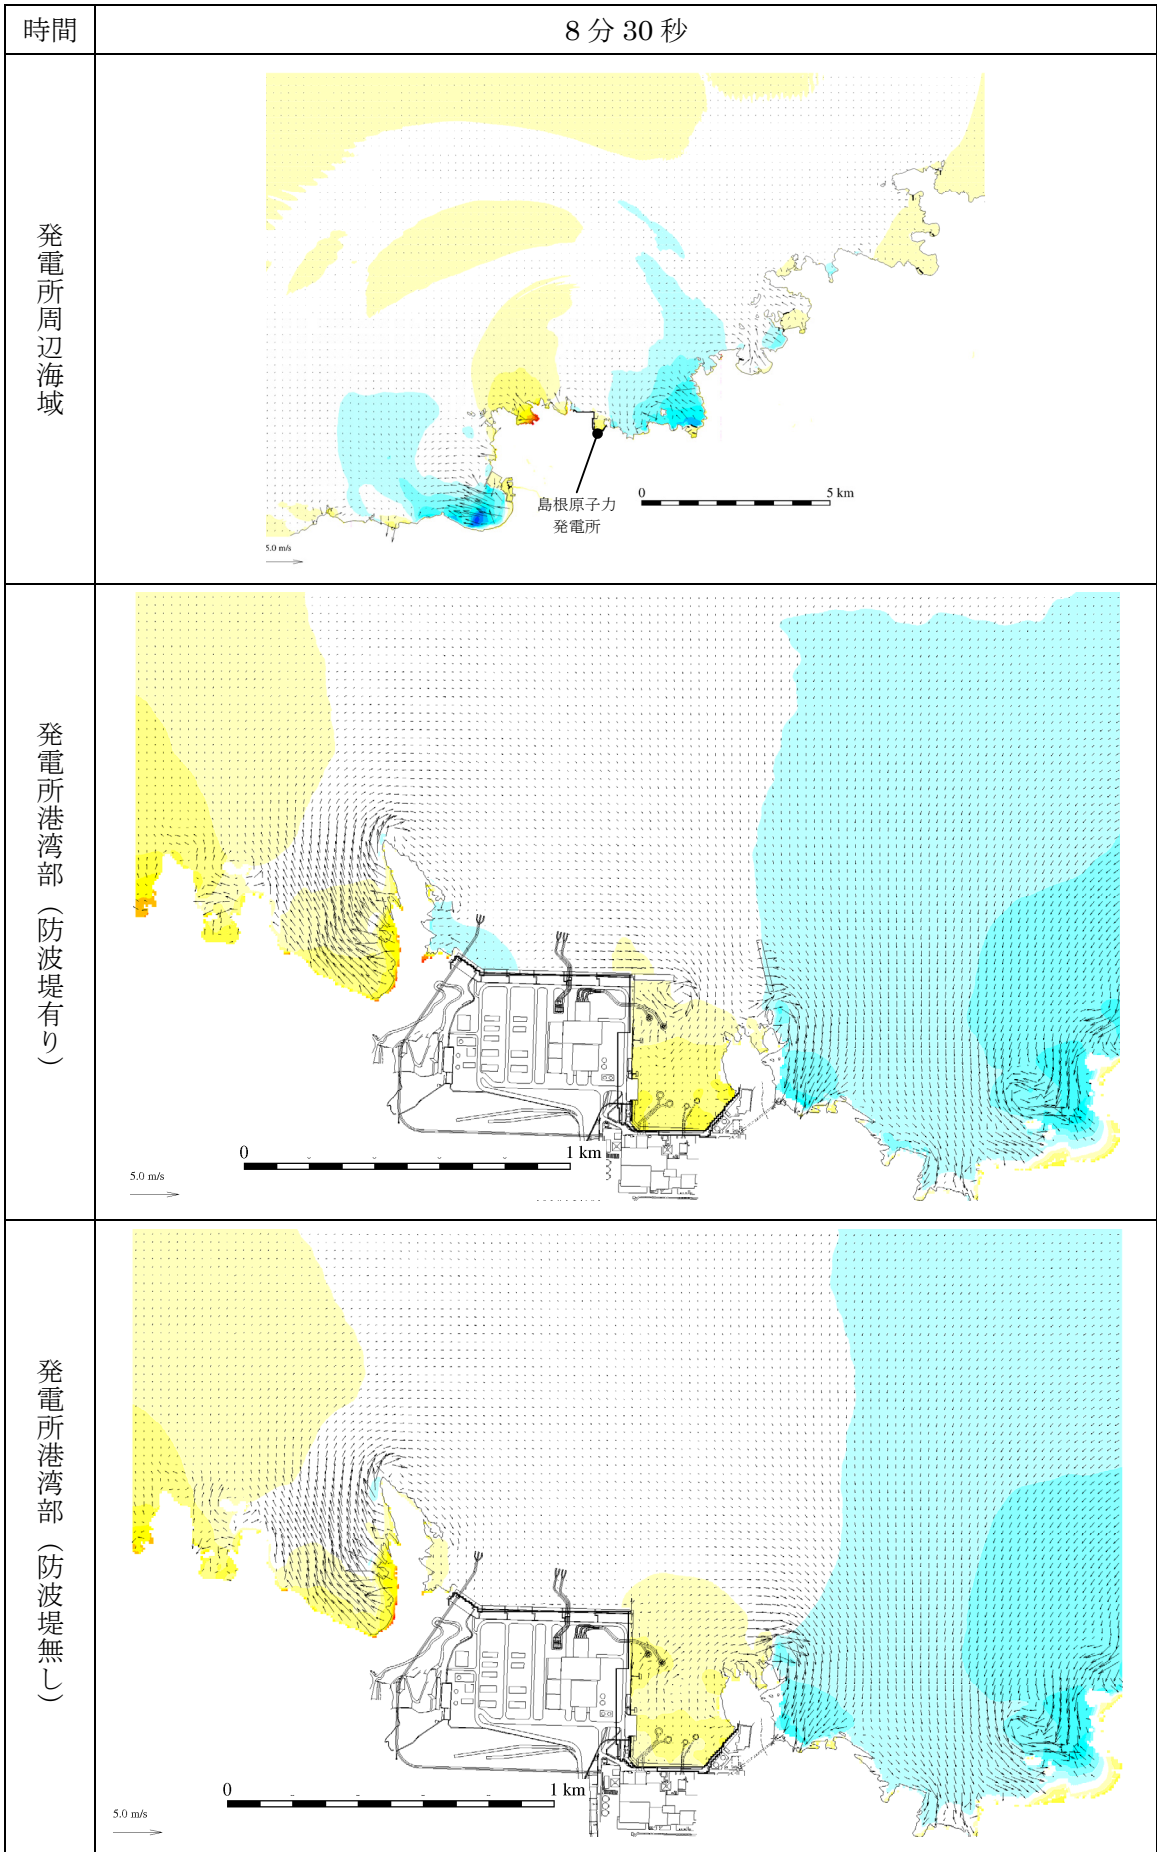 時間
8分30秒
発電所周辺海域
島根原子力
発電所
0
5 km
5.0 m/s
発電所港湾部（防波堤有り）
0
1 km
5.0 m/s
発電所港湾部（防波堤無し）
0
1 km
5.0 m/s